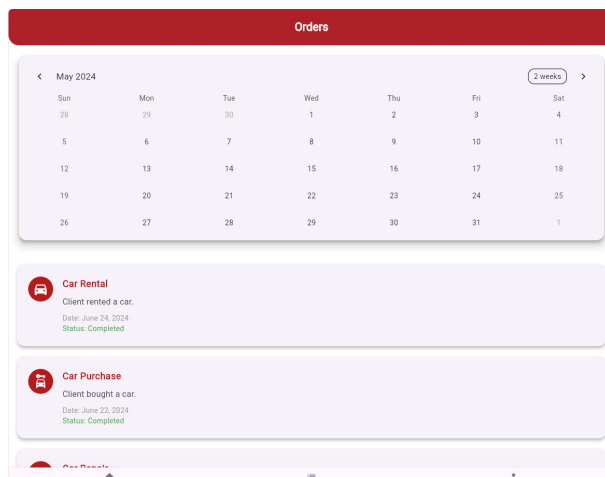 Orders
May 2024 2 weeks
Sun Mon Tue Wed Thu Fri Sat
28 29 30 1 2 3 4
5 6 7 8 9 10 11
12 13 14 15 16 17 18
19 20 21 22 23 24 25
26 27 28 29 30 31 1
Car Rental
Client rented a car.
Date: June 24, 2024
Status: Completed
Car Purchase
Client bought a car.
Date: June 22, 2024
Status: Completed